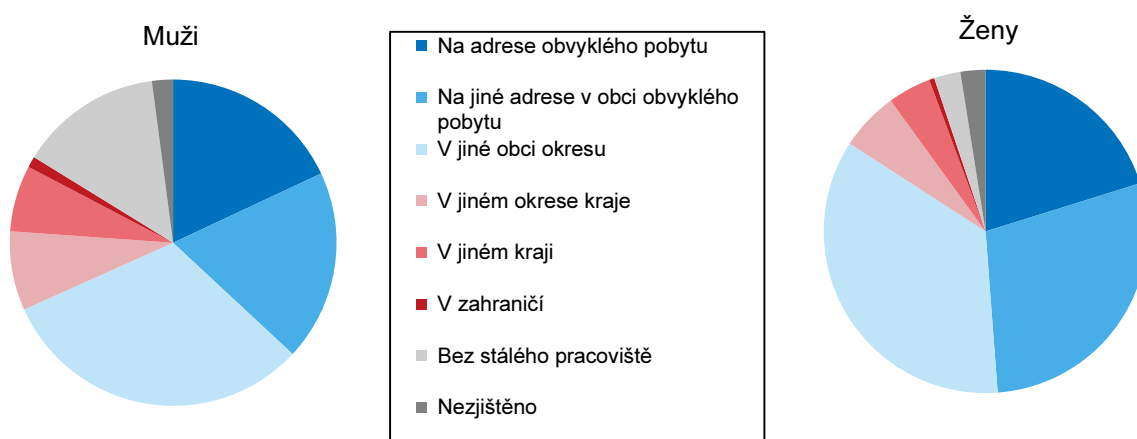 Muži
Na adrese obvyklého pobytu
Na jiné adrese v obci obvyklého
pobytu
V jiné obci okresu
V jiném okrese kraje
V jiném kraji
V zahraničí
Bez stálého pracoviště
Nezjištěno
Ženy